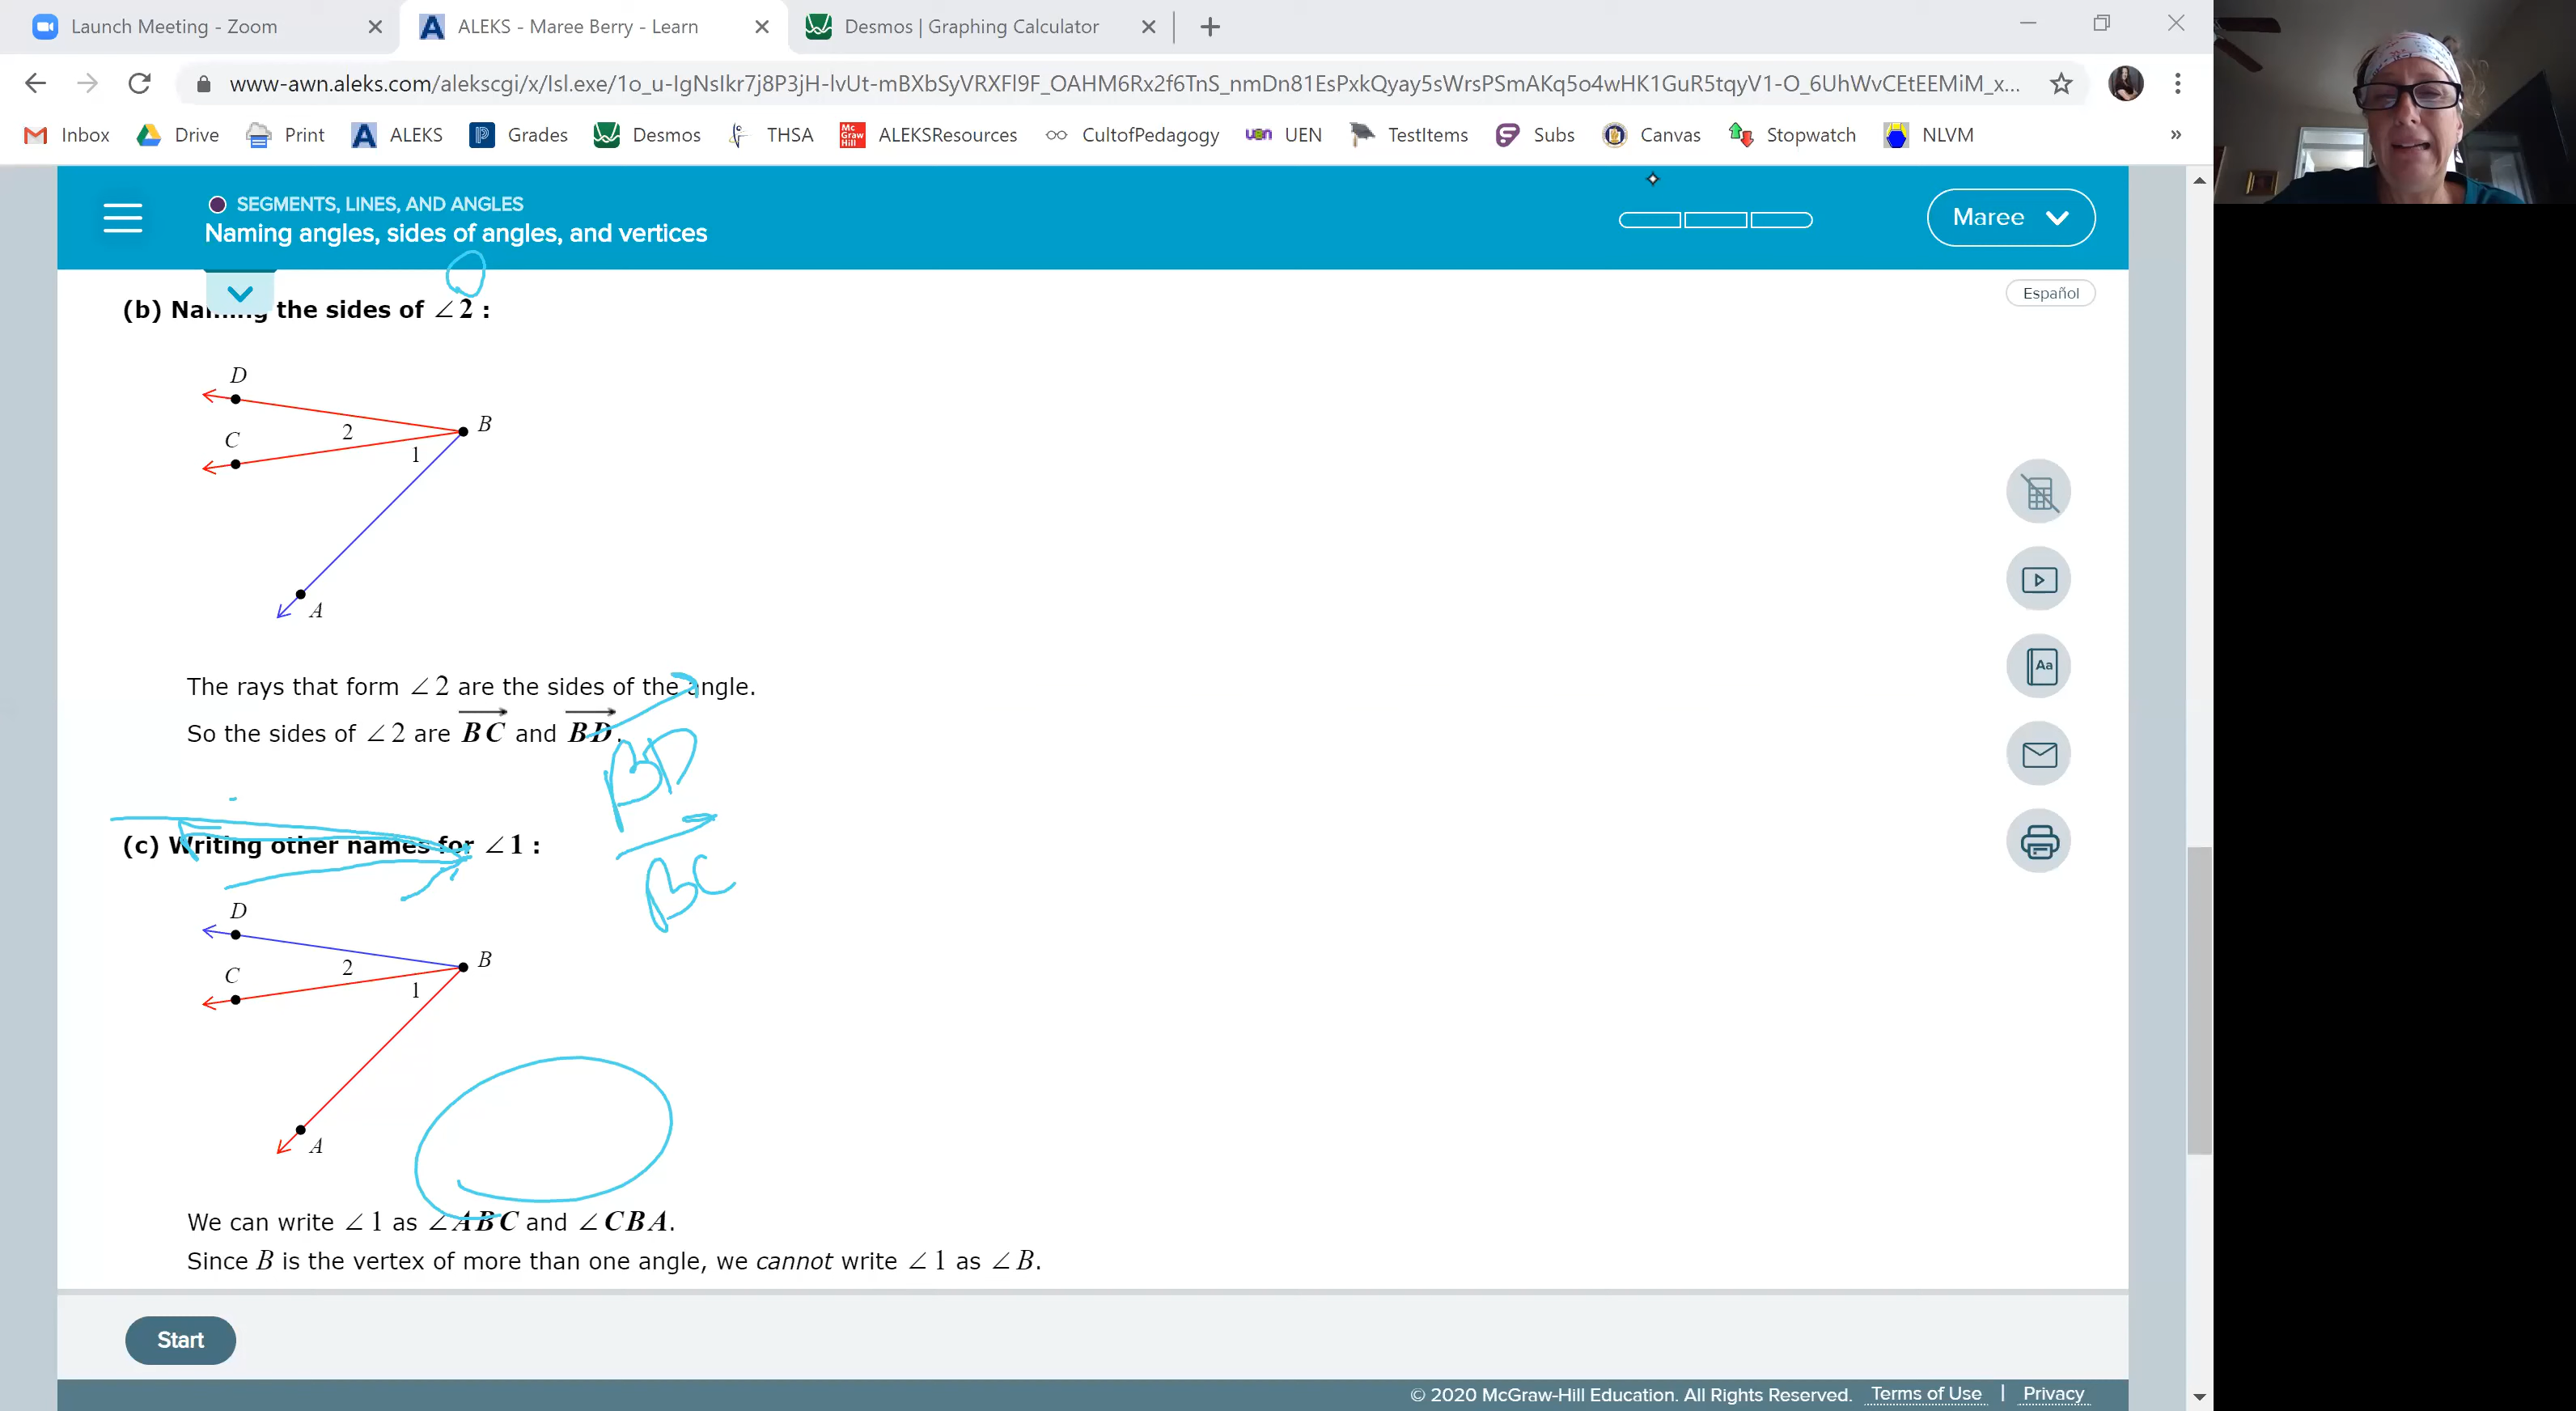 Launch Meeting - Zoom
ALEKS - Maree Berry - Learn
Desmos | Graphing Calculator
www-awn.aleks.com/alekscgi/x/Isl.exe/1o_u-IgNsIkr7j8P3jH-lvUt-mBXbSyVRXFl9F_OAHM6Rx2f6TnS_nmDn81EsPxkQyay5sWrsPSmAKq5o4wHK1GuR5tqyV1-O_6UhWvCEtEEMiM_x...
Inbox Drive Print ALEKS Grades Desmos THSA ALEKSResources CultofPedagogy UEN TestItems Subs Canvas Stopwatch NLVM »
SEGMENTS, LINES, AND ANGLES
Naming angles, sides of angles, and vertices
Maree
Español
(b) Naming the sides of ∠2 :
D
B
2
C
1
A
The rays that form ∠2 are the sides of the angle.
So the sides of ∠2 are BC and BD.
BD
(c) Writing other names for ∠1 :
BC
D
B
2
C
1
A
We can write ∠1 as ∠ABC and ∠CBA.
Since B is the vertex of more than one angle, we cannot write ∠1 as ∠B.
Aa
Start
© 2020 McGraw-Hill Education. All Rights Reserved. Terms of Use | Privacy